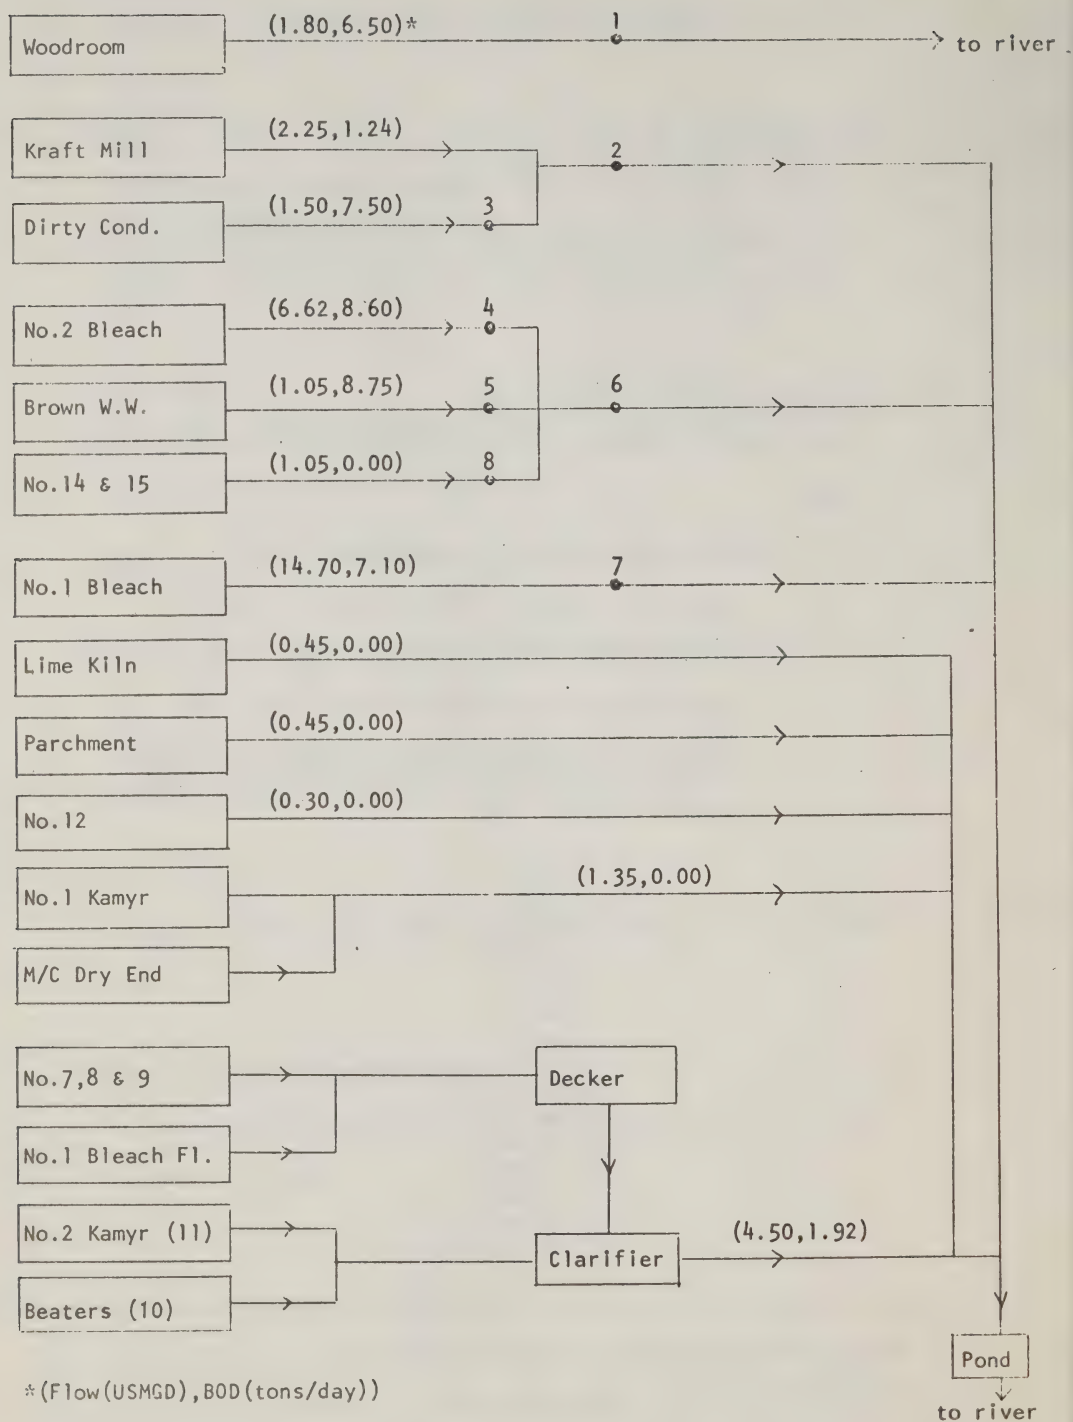 (1.80,6.50)* 1
Woodroom to river
(2.25,1.24)
Kraft Mill 2
(1.50,7.50) 3
Dirty Cond.
(6.62,8.60) 4
No.2 Bleach
(1.05,8.75) 5 6
Brown W.W.
(1.05,0.00) 8
No.14 & 15
(14.70,7.10) 7
No.1 Bleach
(0.45,0.00)
Lime Kiln
(0.45,0.00)
Parchment
(0.30,0.00)
No.12
(1.35,0.00)
No.1 Kamyr
M/C Dry End
No.7,8 & 9 Decker
No.1 Bleach Fl.
No.2 Kamyr (11) (4.50,1.92)
Clarifier
Beaters (10)
Pond
*(Flow(USMGD),BOD(tons/day))
to river